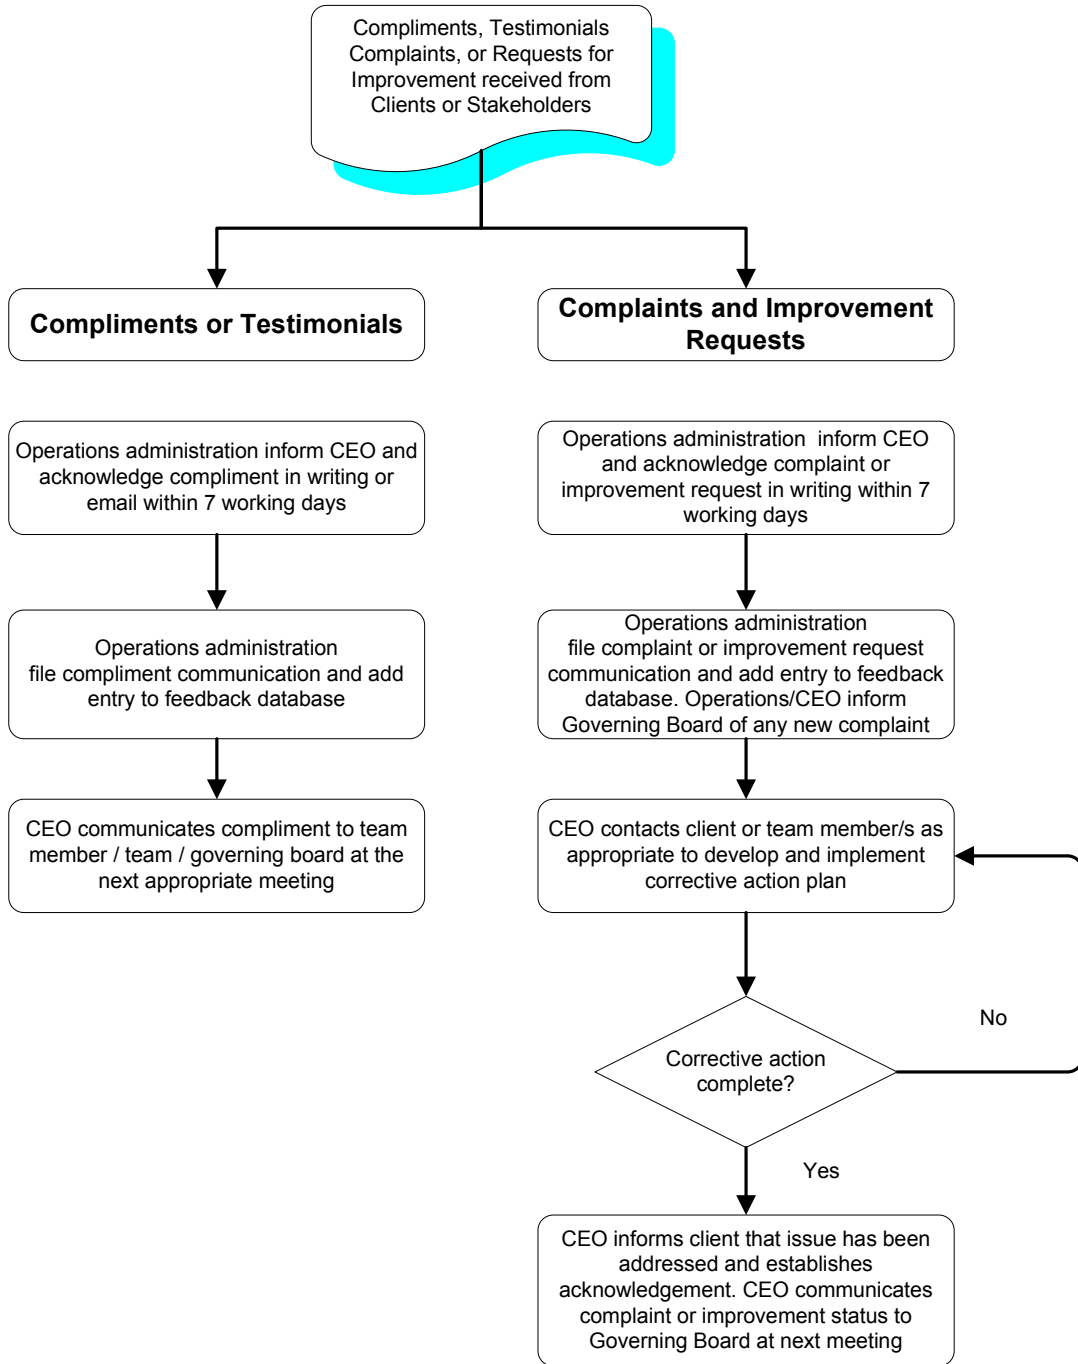 Compliments, Testimonials
Complaints, or Requests for
Improvement received from
Clients or Stakeholders
Compliments or Testimonials
Complaints and Improvement
Requests
Operations administration inform CEO and
acknowledge compliment in writing or
email within 7 working days
Operations administration inform CEO
and acknowledge complaint or
improvement request in writing within 7
working days
Operations administration
file compliment communication and add
entry to feedback database
Operations administration
file complaint or improvement request
communication and add entry to feedback
database. Operations/CEO inform
Governing Board of any new complaint
CEO communicates compliment to team
member / team / governing board at the
next appropriate meeting
CEO contacts client or team member/s as
appropriate to develop and implement
corrective action plan
No
Corrective action
complete?
Yes
CEO informs client that issue has been
addressed and establishes
acknowledgement. CEO communicates
complaint or improvement status to
Governing Board at next meeting